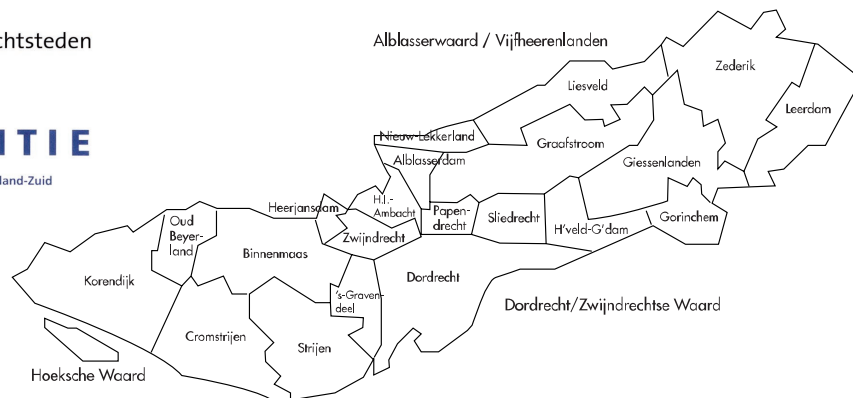 chtsteden
Alblasserwaard / Vijfheerenlanden
ITIE
land-Zuid
Zederik
Liesveld
Leerdam
Nieuw-Lekkerland
Graafstroom
Alblasserdam
Giessenlanden
Heerjansdam
H.I.-
Ambacht
Papen-
drecht
Sliedrecht
Gorinchem
H'veld-G'dam
Oud
Beyer-
land
Zwijndrecht
Binnenmaas
Korendijk
Dordrecht
's-Graven-
deel
Dordrecht/Zwijndrechtse Waard
Cromstrijen
Strijen
Hoeksche Waard